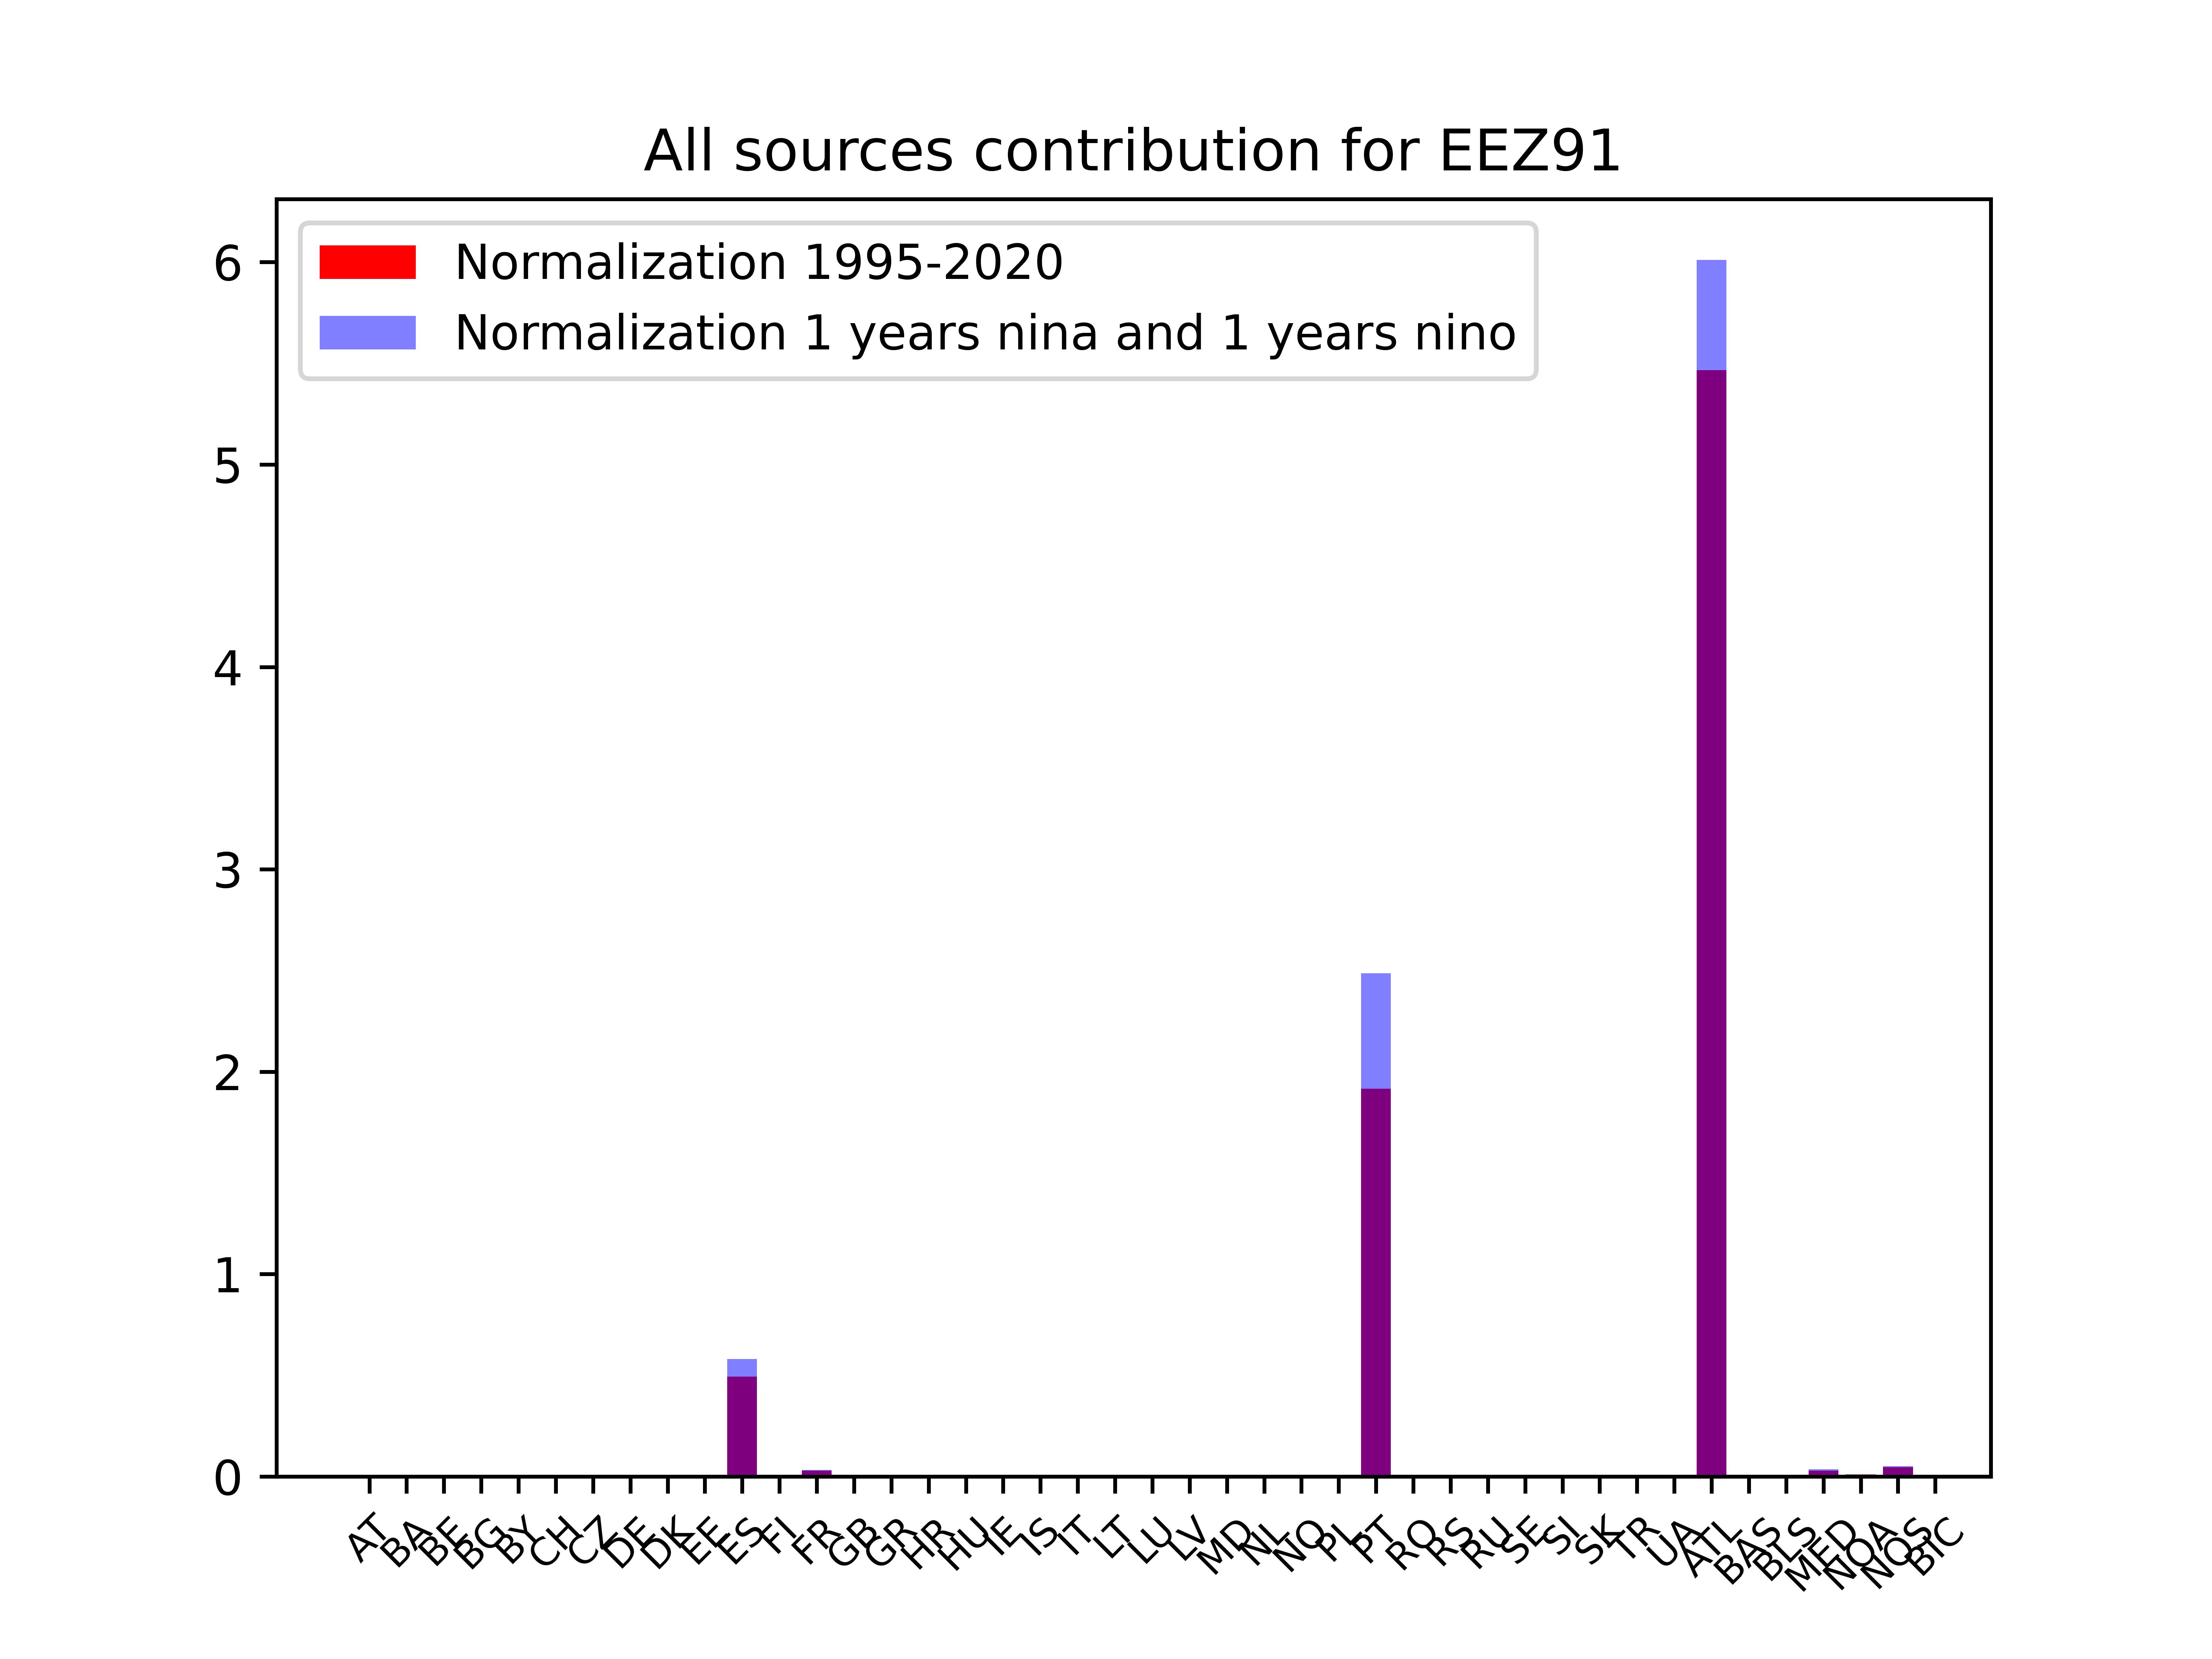 All sources contribution for EEZ91
Normalization 1995-2020
Normalization 1 years nina and 1 years nino
6
5
4
3
2
1
0
AT BA BE BG BY CH CZ DE DK EE ES FI FR GB GR HR HU IE IS IT LT LU LV MD NL NO PL PT RO RS RU SE SI SK TR UA ATL BAS BLS MED NOA NOS BIC